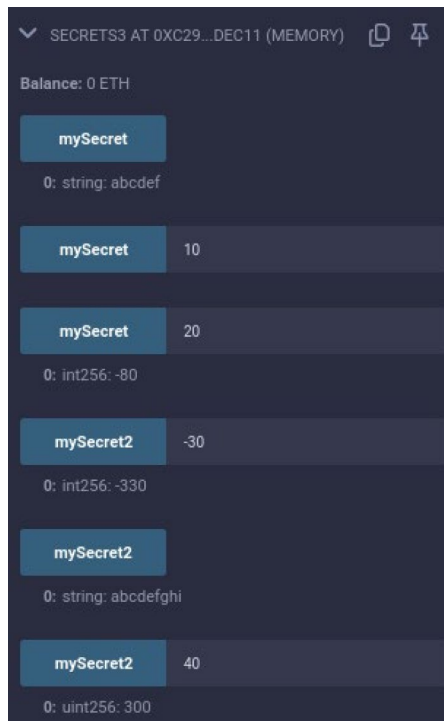 SECRETS3 AT 0XC29...DEC11 (MEMORY)
Balance: 0 ETH
mySecret
0: string: abcdef
mySecret 10
mySecret 20
0: int256: -80
mySecret2 -30
0: int256: -330
mySecret2
0: string: abcdefghi
mySecret2 40
0: uint256: 300